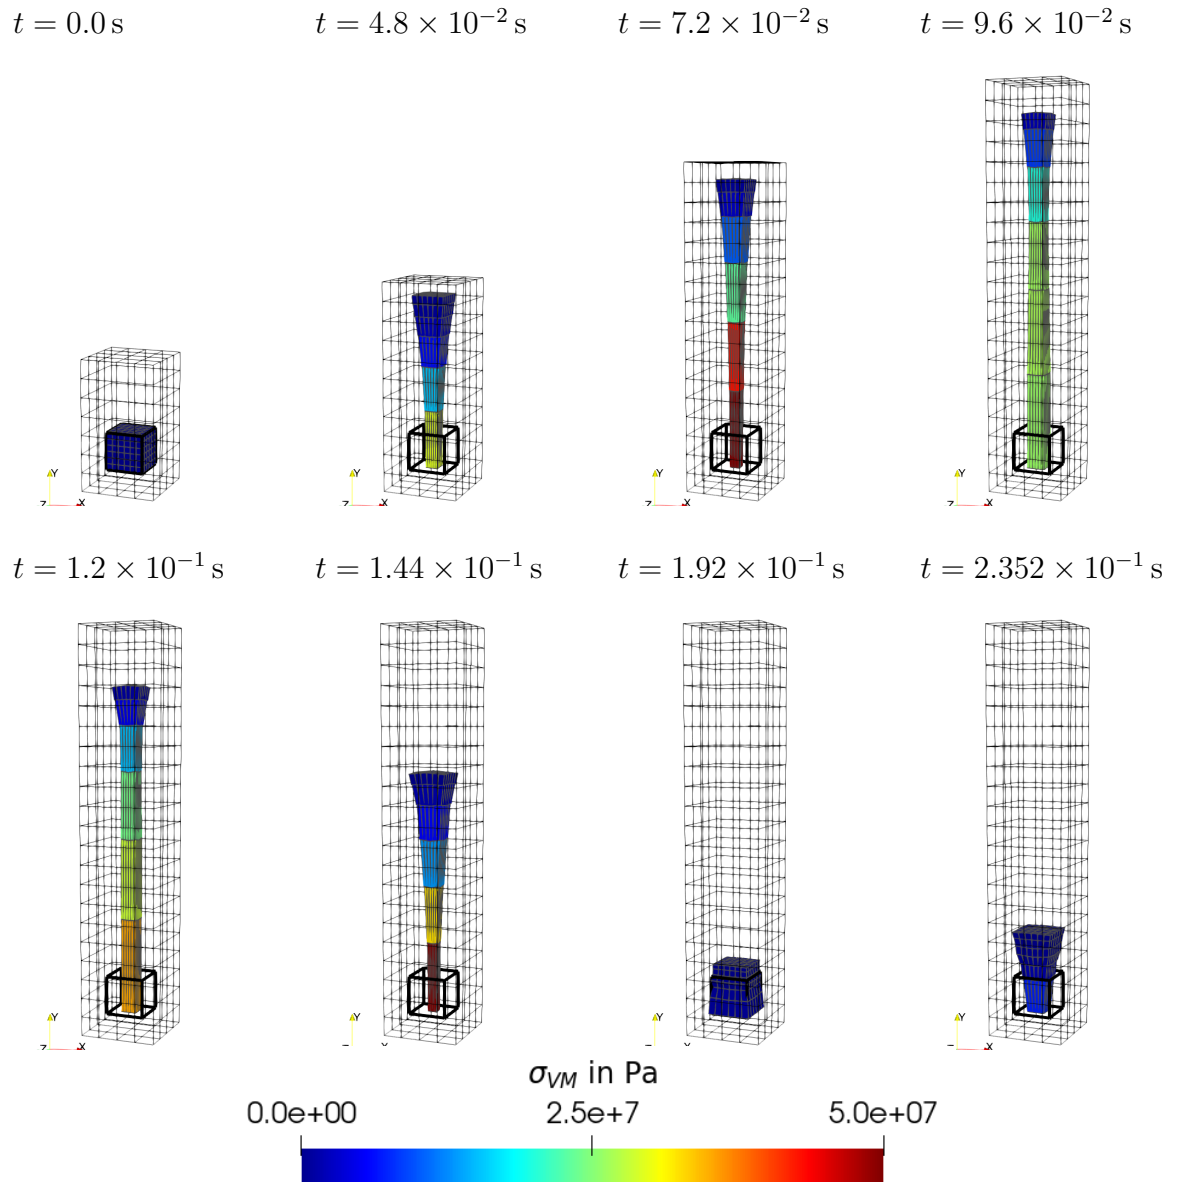 t = 0.0 s
t = 4.8 × 10⁻² s
t = 7.2 × 10⁻² s
t = 9.6 × 10⁻² s
Y
Z X
Y
Z X
Y
Z X
Y
Z X
t = 1.2 × 10⁻¹ s
t = 1.44 × 10⁻¹ s
t = 1.92 × 10⁻¹ s
t = 2.352 × 10⁻¹ s
Y
Z X
Y
Y
Y
Z X
σVM in Pa
0.0e+00 2.5e+7 5.0e+07